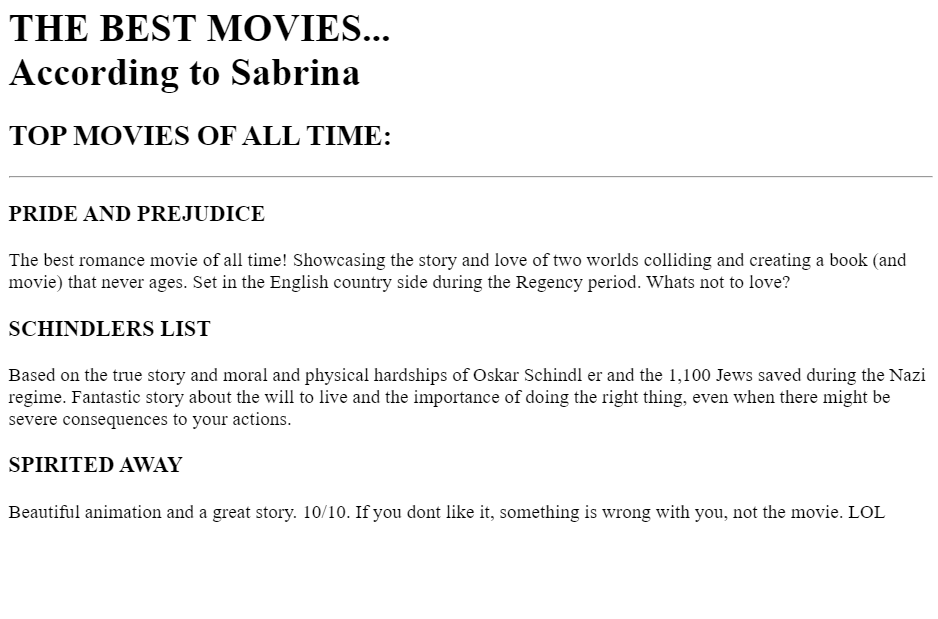 THE BEST MOVIES...
According to Sabrina
TOP MOVIES OF ALL TIME:
PRIDE AND PREJUDICE
The best romance movie of all time! Showcasing the story and love of two worlds colliding and creating a book (and
movie) that never ages. Set in the English country side during the Regency period. Whats not to love?
SCHINDLERS LIST
Based on the true story and moral and physical hardships of Oskar Schindl er and the 1,100 Jews saved during the Nazi
regime. Fantastic story about the will to live and the importance of doing the right thing, even when there might be
severe consequences to your actions.
SPIRITED AWAY
Beautiful animation and a great story. 10/10. If you dont like it, something is wrong with you, not the movie. LOL